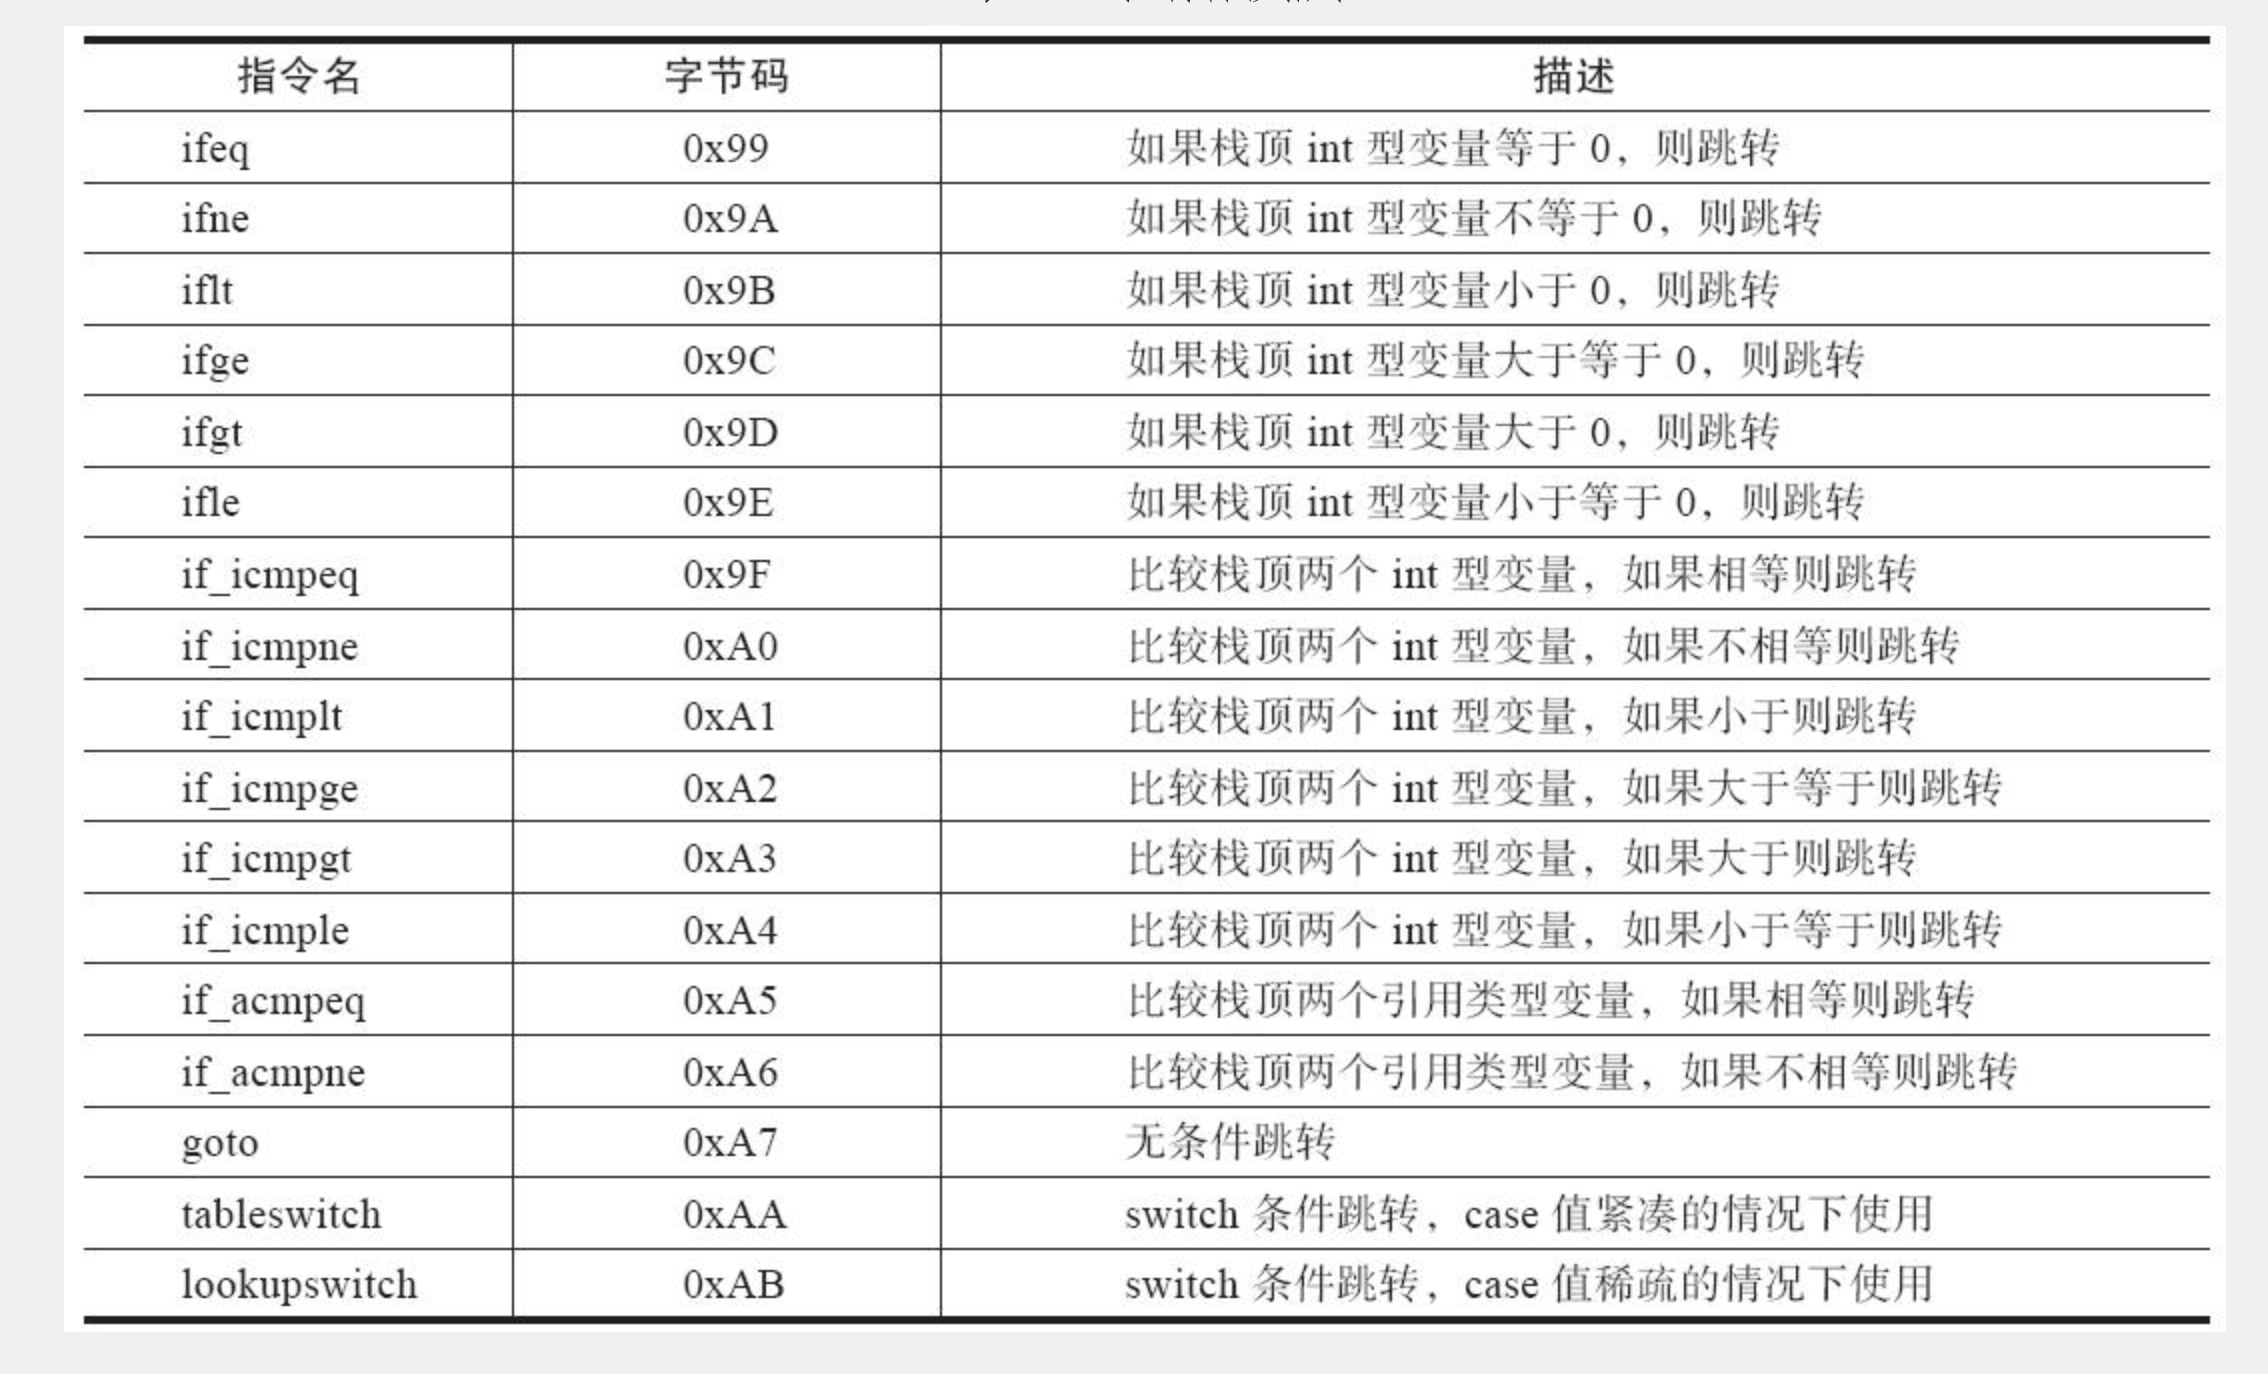 指令名 字节码 描述
ifeq 0x99 如果栈顶 int 型变量等于 0，则跳转
ifne 0x9A 如果栈顶 int 型变量不等于 0，则跳转
iflt 0x9B 如果栈顶 int 型变量小于 0，则跳转
ifge 0x9C 如果栈顶 int 型变量大于等于 0，则跳转
ifgt 0x9D 如果栈顶 int 型变量大于 0，则跳转
ifle 0x9E 如果栈顶 int 型变量小于等于 0，则跳转
if_icmpeq 0x9F 比较栈顶两个 int 型变量，如果相等则跳转
if_icmpne 0xA0 比较栈顶两个 int 型变量，如果不相等则跳转
if_icmplt 0xA1 比较栈顶两个 int 型变量，如果小于则跳转
if_icmpge 0xA2 比较栈顶两个 int 型变量，如果大于等于则跳转
if_icmpgt 0xA3 比较栈顶两个 int 型变量，如果大于则跳转
if_icmple 0xA4 比较栈顶两个 int 型变量，如果小于等于则跳转
if_acmpeq 0xA5 比较栈顶两个引用类型变量，如果相等则跳转
if_acmpne 0xA6 比较栈顶两个引用类型变量，如果不相等则跳转
goto 0xA7 无条件跳转
tableswitch 0xAA switch 条件跳转，case 值紧凑的情况下使用
lookupswitch 0xAB switch 条件跳转，case 值稀疏的情况下使用